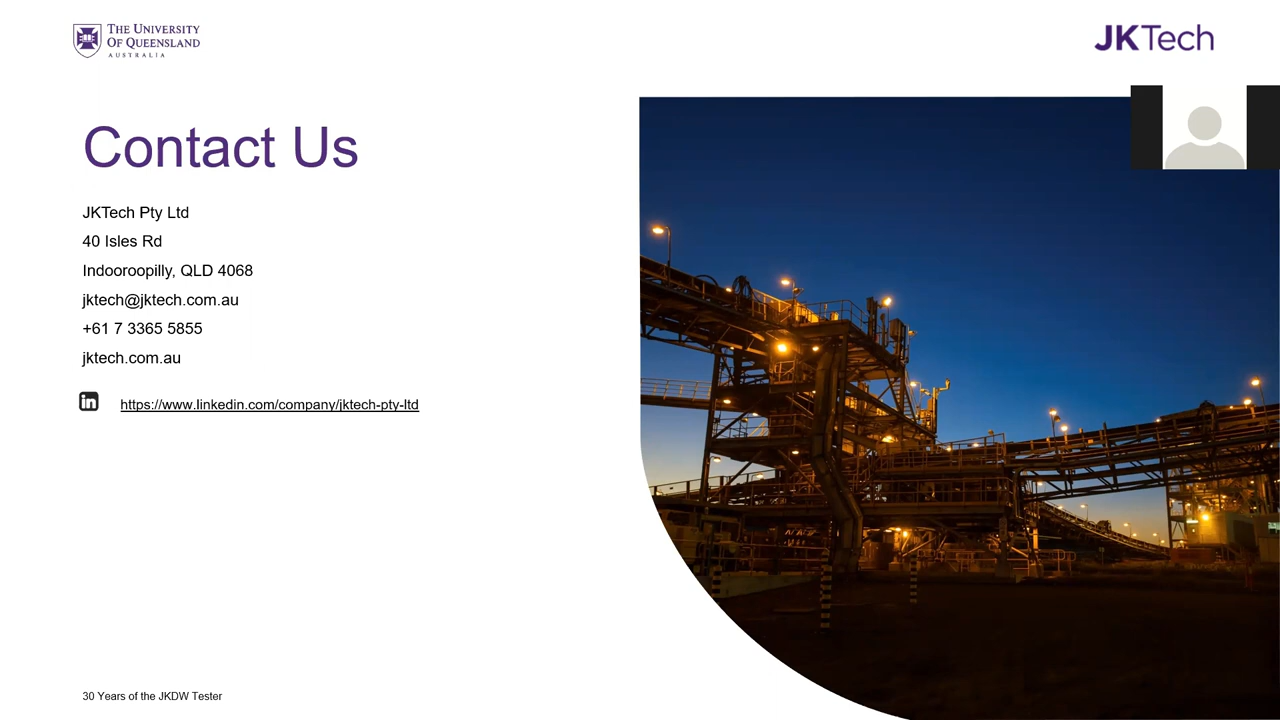 THE UNIVERSITY
OF QUEENSLAND
AUSTRALIA
JKTech
Contact Us
JKTech Pty Ltd
40 Isles Rd
Indooroopilly, QLD 4068
jktech@jktech.com.au
+61 7 3365 5855
jktech.com.au
in
https://www.linkedin.com/company/jktech-pty-ltd
30 Years of the JKDW Tester